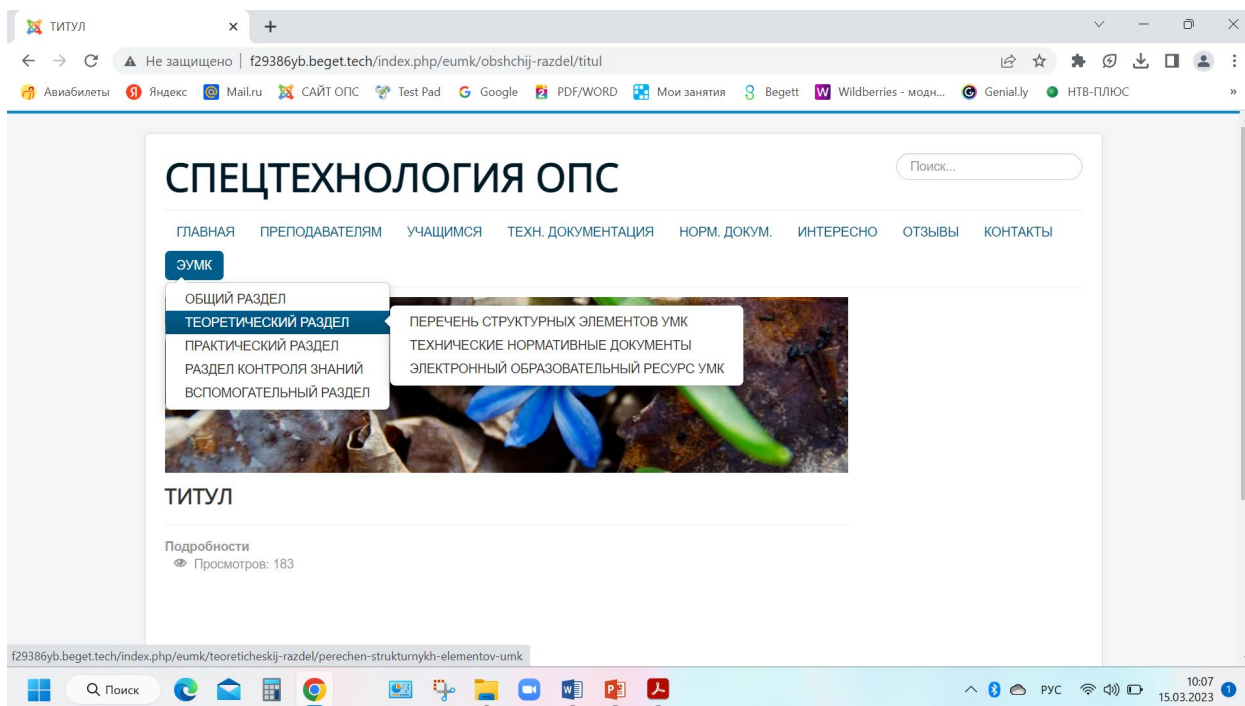 ТИТУЛ
Не защищено | f29386yb.beget.tech/index.php/eumk/obshchij-razdel/titul
Авиабилеты Яндекс Mail.ru САЙТ ОПС Test Pad Google PDF/WORD Мои занятия Begett Wildberries - модн... Genial.ly НТВ-ПЛЮС »
СПЕЦТЕХНОЛОГИЯ ОПС
Поиск...
ГЛАВНАЯ ПРЕПОДАВАТЕЛЯМ УЧАЩИМСЯ ТЕХН. ДОКУМЕНТАЦИЯ НОРМ. ДОКУМ. ИНТЕРЕСНО ОТЗЫВЫ КОНТАКТЫ
ЭУМК
ОБЩИЙ РАЗДЕЛ
ТЕОРЕТИЧЕСКИЙ РАЗДЕЛ
ПРАКТИЧЕСКИЙ РАЗДЕЛ
РАЗДЕЛ КОНТРОЛЯ ЗНАНИЙ
ВСПОМОГАТЕЛЬНЫЙ РАЗДЕЛ
ПЕРЕЧЕНЬ СТРУКТУРНЫХ ЭЛЕМЕНТОВ УМК
ТЕХНИЧЕСКИЕ НОРМАТИВНЫЕ ДОКУМЕНТЫ
ЭЛЕКТРОННЫЙ ОБРАЗОВАТЕЛЬНЫЙ РЕСУРС УМК
ТИТУЛ
Подробности
Просмотров: 183
f29386yb.beget.tech/index.php/eumk/teoreticheskij-razdel/perechen-strukturnykh-elementov-umk
Поиск
РУС
10:07
15.03.2023
1